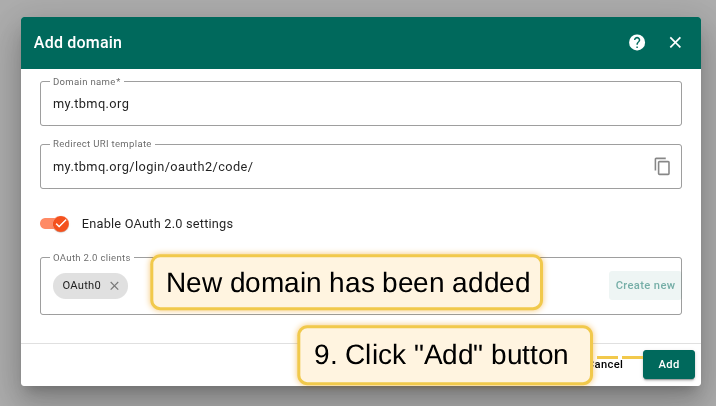 Add domain
Domain name*
my.tbmq.org
Redirect URI template
my.tbmq.org/login/oauth2/code/
Enable OAuth 2.0 settings
OAuth 2.0 clients
OAuth0
New domain has been added
Create new
9. Click "Add" button
ancel
Add